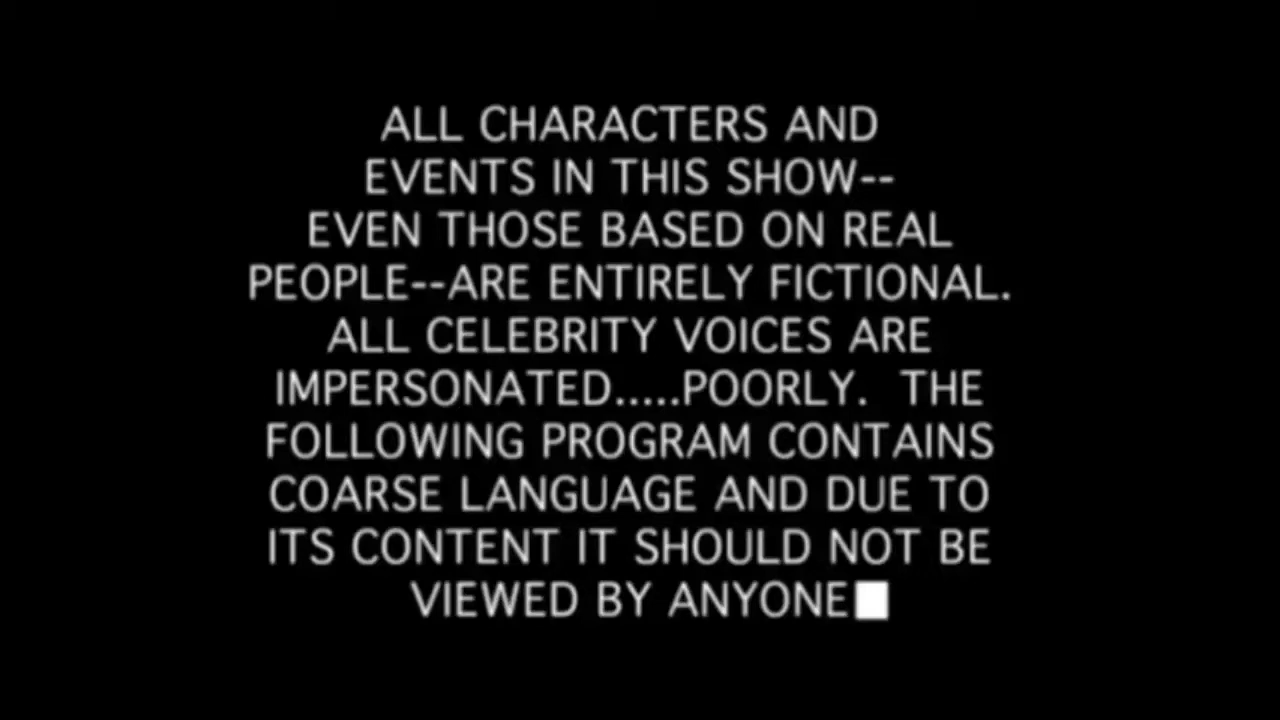 ALL CHARACTERS AND
EVENTS IN THIS SHOW--
EVEN THOSE BASED ON REAL
PEOPLE--ARE ENTIRELY FICTIONAL.
ALL CELEBRITY VOICES ARE
IMPERSONATED.....POORLY.  THE
FOLLOWING PROGRAM CONTAINS
COARSE LANGUAGE AND DUE TO
ITS CONTENT IT SHOULD NOT BE
VIEWED BY ANYONE